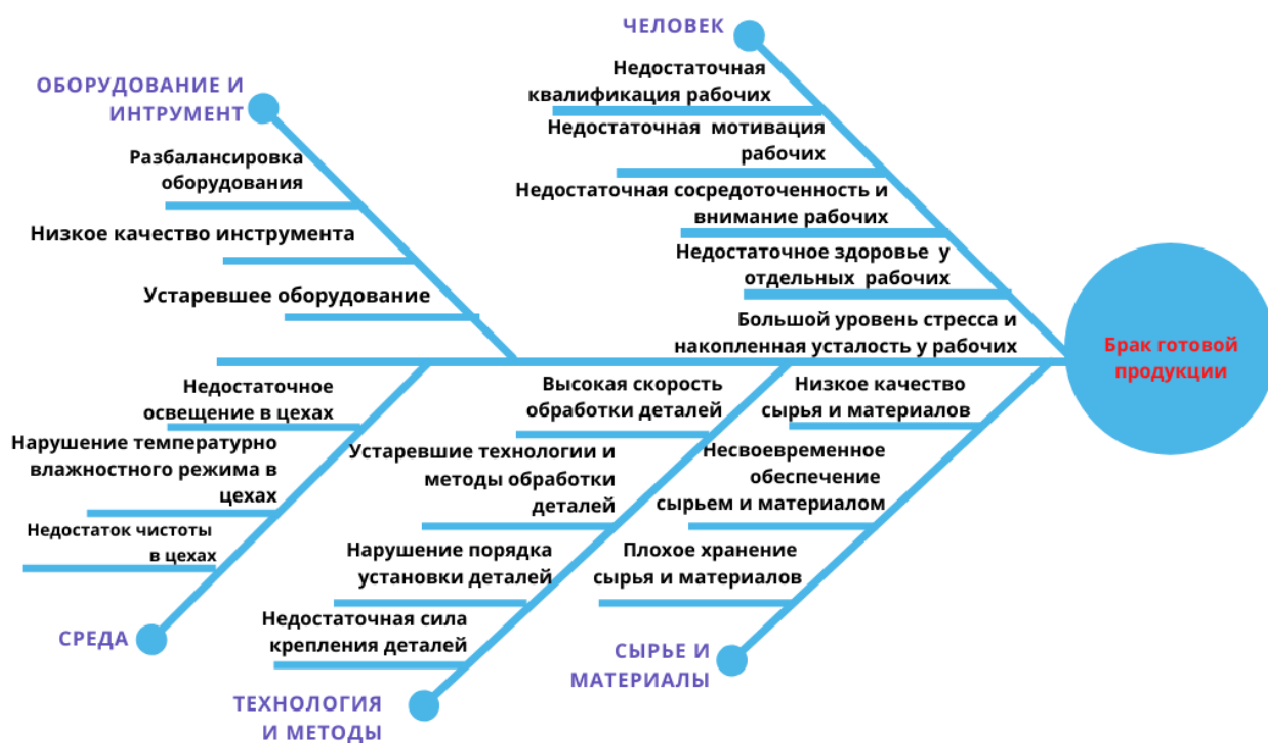 ЧЕЛОВЕК
Недостаточная
квалификация рабочих
Недостаточная мотивация
рабочих
Недостаточная сосредоточенность и
внимание рабочих
Недостаточное здоровье у
отдельных рабочих
Большой уровень стресса и
накопленная усталость у рабочих
ОБОРУДОВАНИЕ И
ИНТРУМЕНТ
Разбалансировка
оборудования
Низкое качество инструмента
Устаревшее оборудование
Брак готовой
продукции
Недостаточное
освещение в цехах
Нарушение температурно
влажностного режима в
цехах
Недостаток чистоты
в цехах
СРЕДА
Высокая скорость
обработки деталей
Устаревшие технологии и
методы обработки
деталей
Нарушение порядка
установки деталей
Недостаточная сила
крепления деталей
ТЕХНОЛОГИЯ
И МЕТОДЫ
Низкое качество
сырья и материалов
Несвоевременное
обеспечение
сырьем и материалом
Плохое хранение
сырья и материалов
СЫРЬЕ И
МАТЕРИАЛЫ